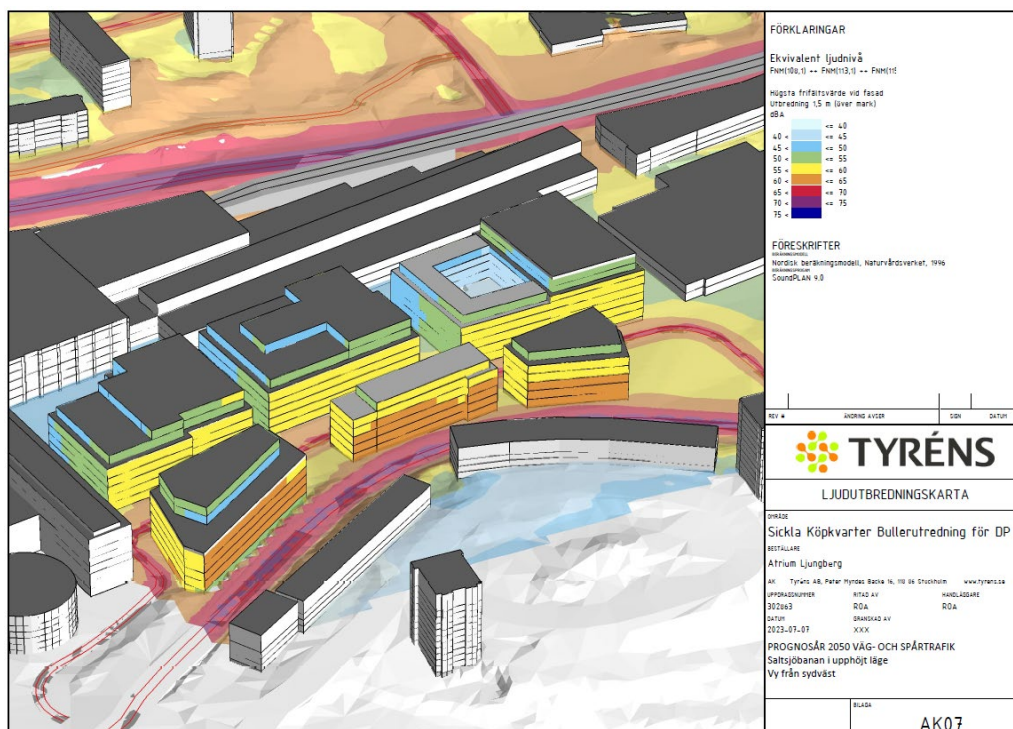 FÖRKLARINGAR
Ekvivalent ljudnivå
Högsta frifältsvärde vid fasad
Utbredning 1,5 m (över mark)
dBA
<= 40
40 < <= 45
45 < <= 50
50 < <= 55
55 < <= 60
60 < <= 65
65 < <= 70
70 < <= 75
75 <
FÖRESKRIFTER
BERÄKNINGSMODELL
Nordisk beräkningsmodell, Naturvårdsverket, 1996
BERÄKNINGSPROGRAM
SoundPLAN 9.0
REV # ÄNDRING AVSER SIGN DATUM
TYRÉNS
LJUDUTBREDNINGSKARTA
OMRÅDE
Sickla Köpkvarter Bullerutredning för DP
BESTÄLLARE
Atrium Ljungberg
AK Tyréns AB, Peter Myndes Backe 16, 118 86 Stockholm www.tyrens.se
UPPDRAGSNUMMER RITAD AV HANDLÄGGARE
302863 ROA ROA
DATUM GRANSKAD AV
2023-07-07 XXX
PROGNOSÅR 2050 VÄG- OCH SPÅRTRAFIK
Saltsjöbanan i upphöjt läge
Vy från sydväst
BILAGA
AK07